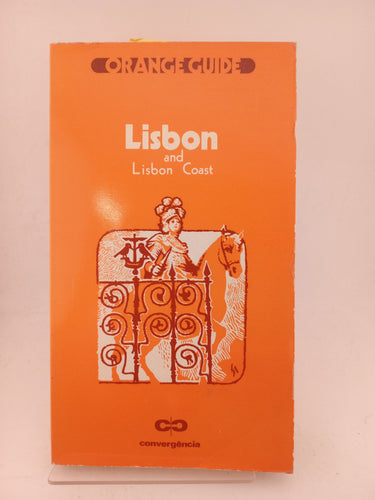 ORANGE GUIDE
Lisbon
and
Lisbon Coast
convergência